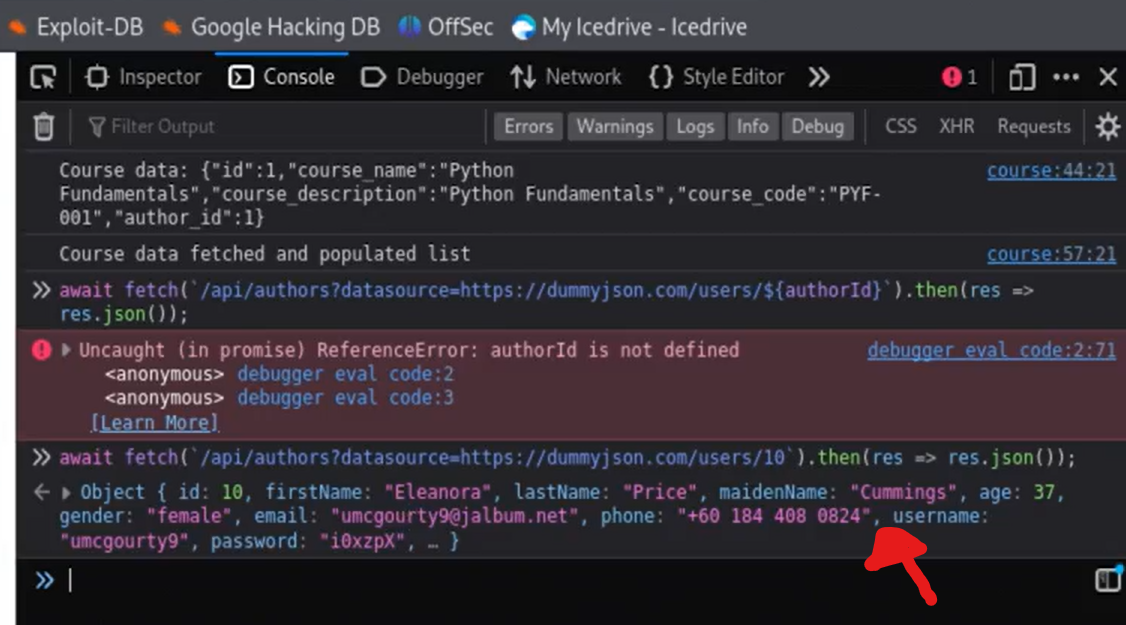 Exploit-DB Google Hacking DB OffSec My Icedrive - Icedrive
Inspector Console Debugger Network Style Editor 1
Filter Output Errors Warnings Logs Info Debug CSS XHR Requests
Course data: {"id":1,"course_name":"Python course:44:21
Fundamentals","course_description":"Python Fundamentals","course_code":"PYF-
001","author_id":1}
Course data fetched and populated list course:57:21
await fetch(`/api/authors?datasource=https://dummyjson.com/users/${authorId}`).then(res =>
res.json());
Uncaught (in promise) ReferenceError: authorId is not defined debugger eval code:2:71
<anonymous> debugger eval code:2
<anonymous> debugger eval code:3
[Learn More]
await fetch(`/api/authors?datasource=https://dummyjson.com/users/10`).then(res => res.json());
Object { id: 10, firstName: "Eleanora", lastName: "Price", maidenName: "Cummings", age: 37,
gender: "female", email: "umcgourty9@jalbum.net", phone: "+60 184 408 0824", username:
"umcgourty9", password: "i0xzpX", … }